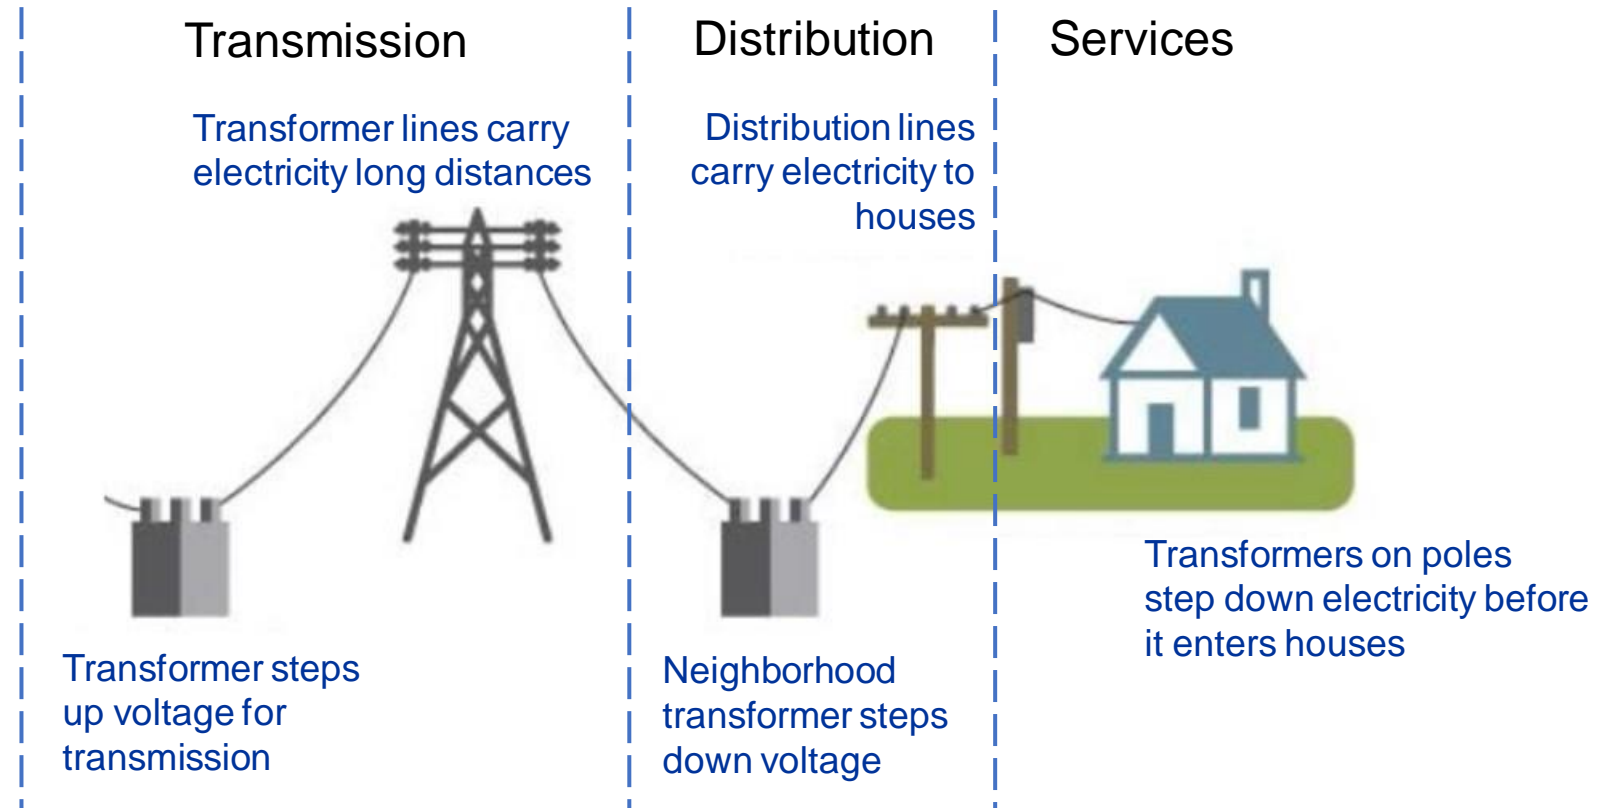 Transmission
Distribution
Services
Transformer lines carry
electricity long distances
Distribution lines
carry electricity to
houses
Transformer steps
up voltage for
transmission
Neighborhood
transformer steps
down voltage
Transformers on poles
step down electricity before
it enters houses